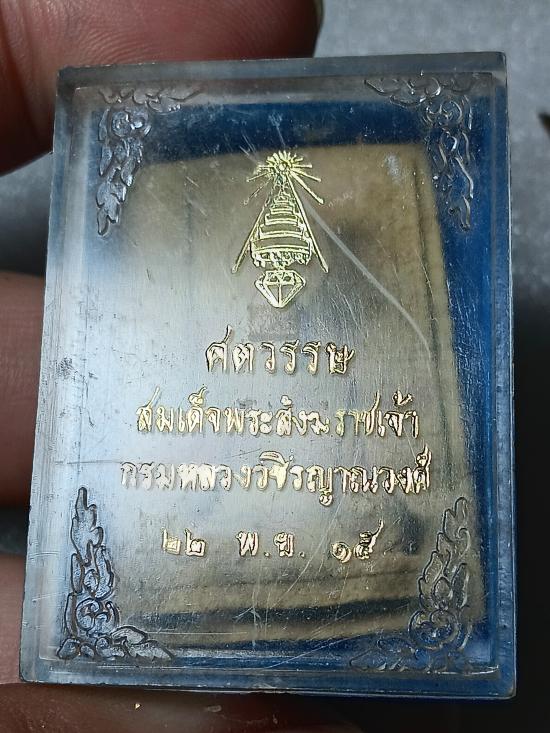 ศตวรรษ
สมเด็จพระสังฆราชเจ้า
กรมหลวงวชิรญาณวงศ์
๒๒ พ.ย. ๑๕